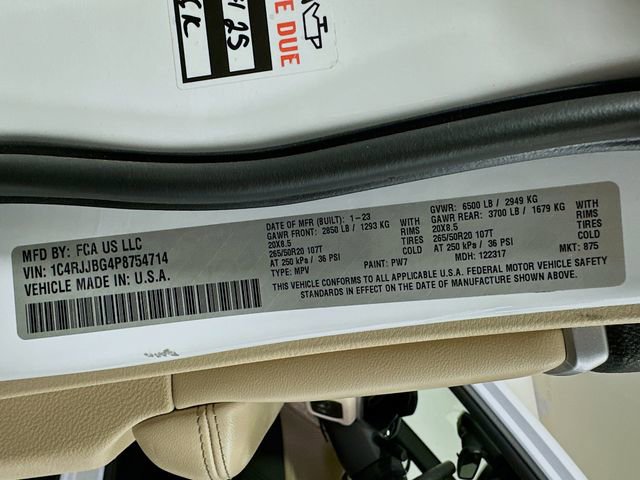 25
E DUE
MFD BY: FCA US LLC
VIN: 1C4RJJBG4P8754714
VEHICLE MADE IN: U.S.A.
DATE OF MFR (BUILT): 1-23
GAWR FRONT: 2850 LB / 1293 KG WITH
20X8.5 RIMS
265/50R20 107T TIRES
AT 250 kPa / 36 PSI COLD
TYPE: MPV PAINT: PW7
GVWR: 6500 LB / 2949 KG
GAWR REAR: 3700 LB / 1679 KG WITH
20X8.5 RIMS
265/50R20 107T TIRES
AT 250 kPa / 36 PSI COLD
MDH: 122317 MKT: 875
THIS VEHICLE CONFORMS TO ALL APPLICABLE U.S.A. FEDERAL MOTOR VEHICLE SAFETY
STANDARDS IN EFFECT ON THE DATE OF MANUFACTURE SHOWN ABOVE